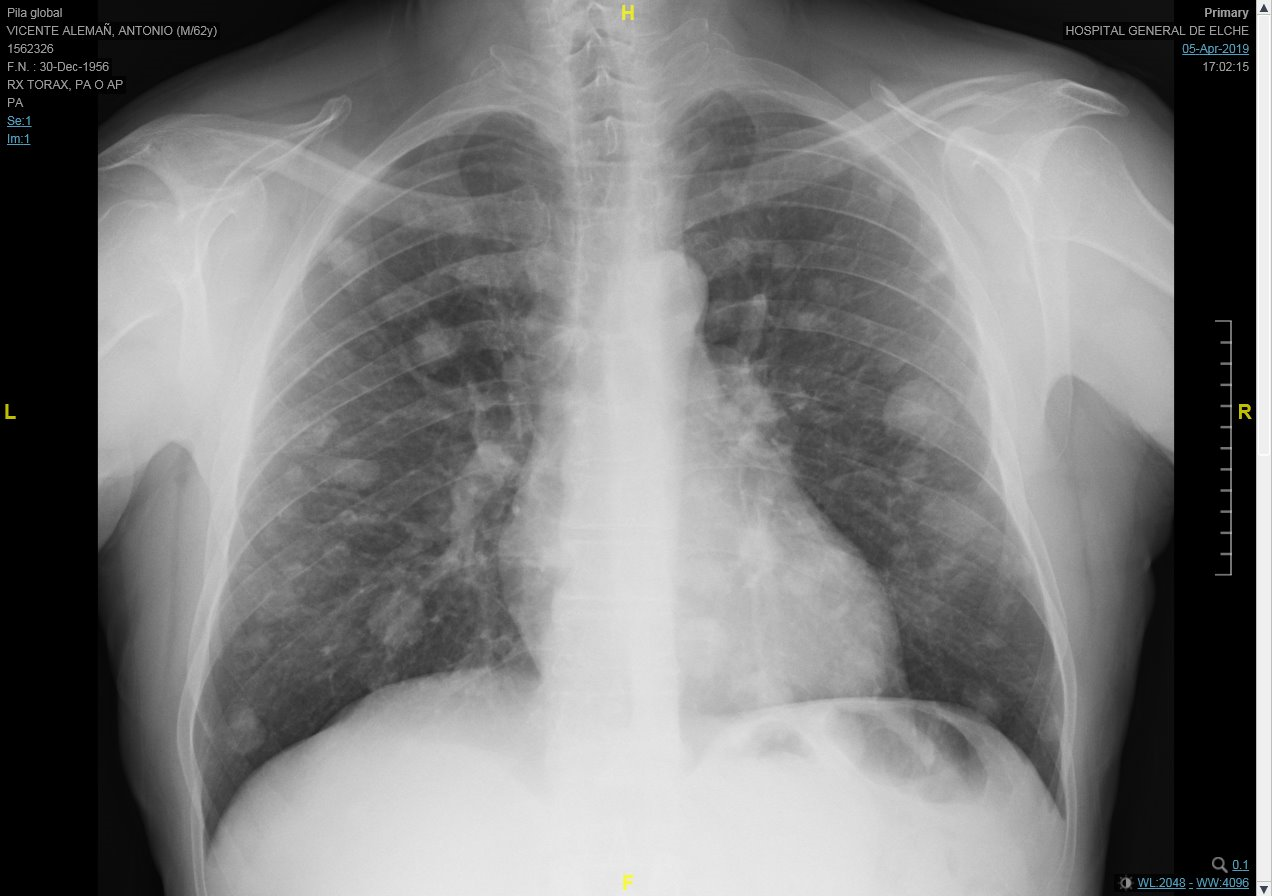 Pila global
VICENTE ALEMAÑ, ANTONIO (M/62y)
1562326
F.N. : 30-Dec-1956
RX TORAX, PA O AP
PA
Se:1
Im:1
H
Primary
HOSPITAL GENERAL DE ELCHE
05-Apr-2019
17:02:15
L
R
F
0.1
WL:2048 - WW:4096